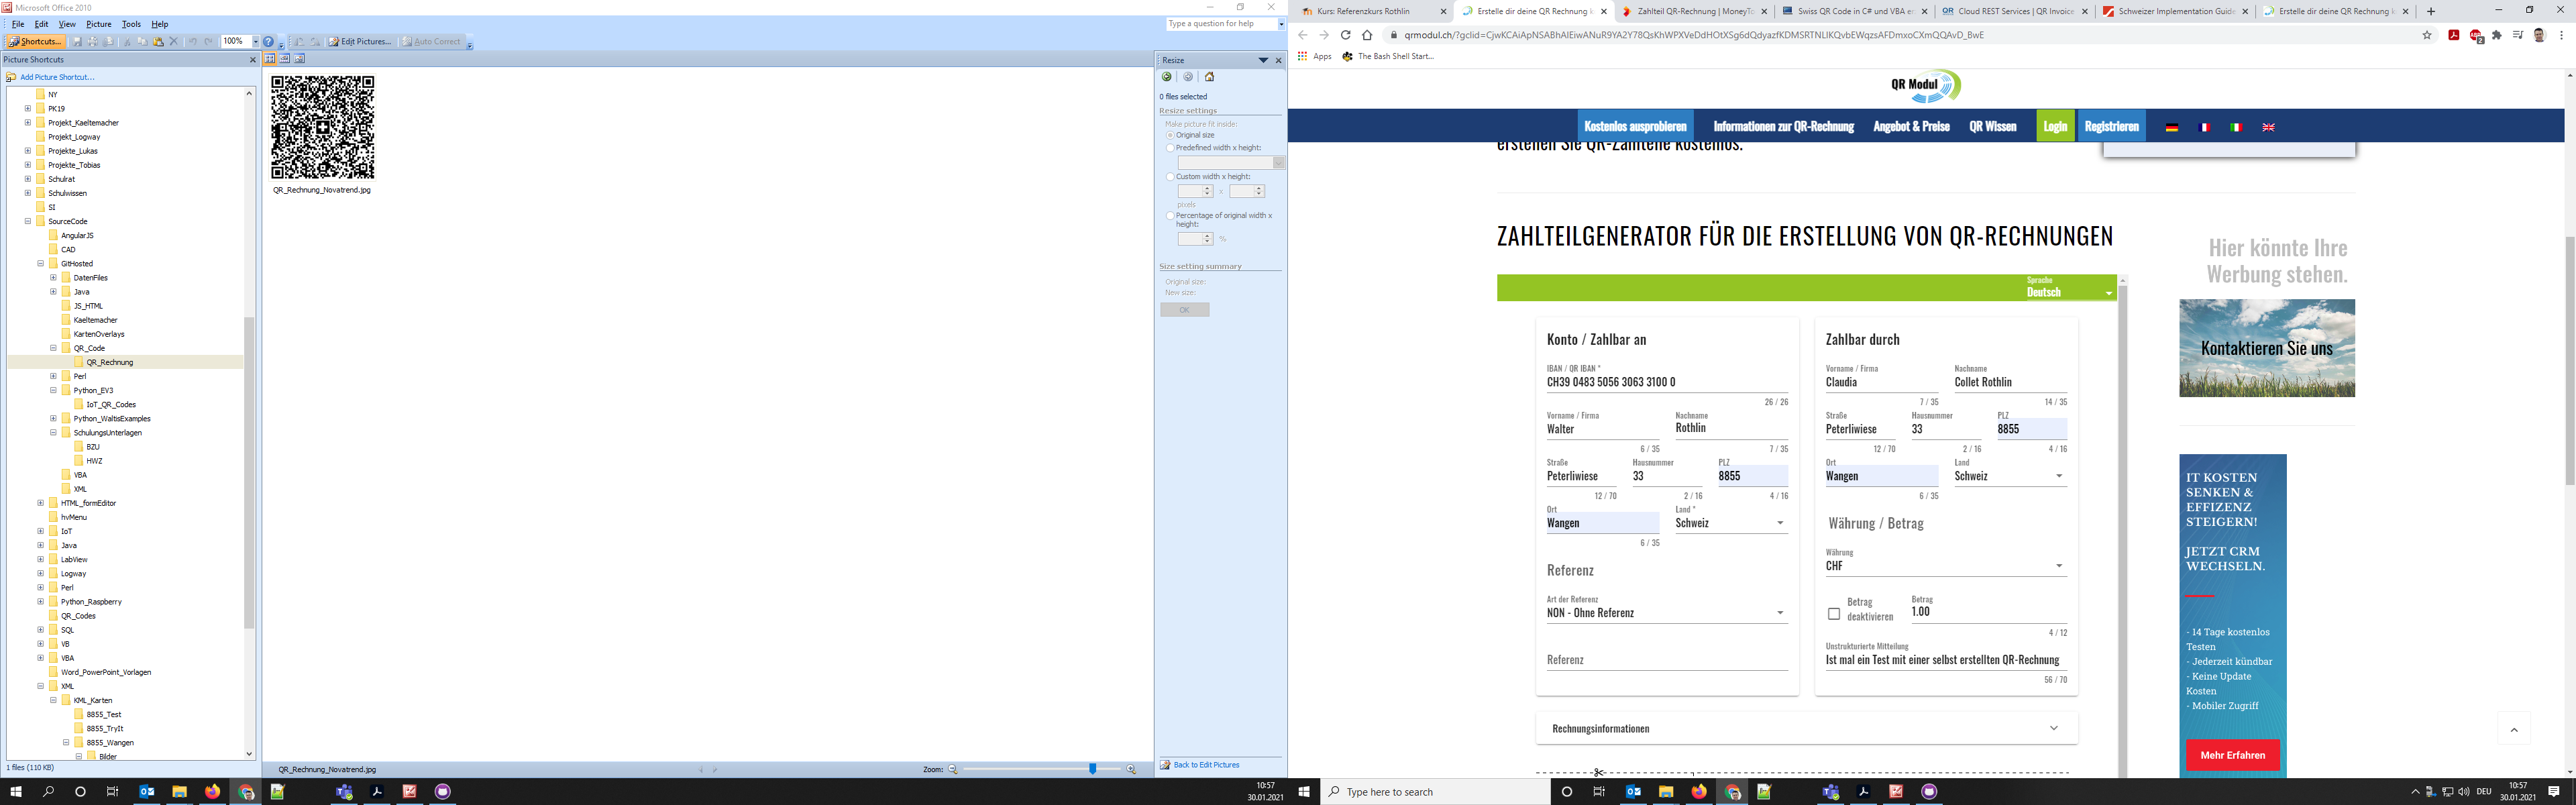 Microsoft Office 2010
File Edit View Picture Tools Help
Type a question for help
Shortcuts... 100% Edit Pictures... Auto Correct
Picture Shortcuts
Add Picture Shortcut...
NY
PK19
Projekt_Kaeltemacher
Projekt_Logway
Projekte_Lukas
Projekte_Tobias
Schulrat
Schulwissen
SI
SourceCode
AngularJS
CAD
GitHosted
DatenFiles
Java
JS_HTML
Kaeltemacher
KartenOverlays
QR_Code
QR_Rechnung
Perl
Python_EV3
IoT_QR_Codes
Python_WaltisExamples
SchulungsUnterlagen
BZU
HWZ
VBA
XML
HTML_formEditor
hvMenu
IoT
Java
LabView
Logway
Perl
Python_Raspberry
QR_Codes
SQL
VB
VBA
Word_PowerPoint_Vorlagen
XML
KML_Karten
8855_Test
8855_TryIt
8855_Wangen
Bilder
1 files (110 KB)
QR_Rechnung_Novatrend.jpg
QR_Rechnung_Novatrend.jpg
Zoom:
Resize
0 files selected
Resize settings
Make picture fit inside:
Original size
Predefined width x height:
Custom width x height:
x
pixels
Percentage of original width x
height:
%
Size setting summary
Original size:
New size:
OK
Back to Edit Pictures
10:57
30.01.2021
Kurs: Referenzkurs Rothlin
Erstelle dir deine QR Rechnung k
Zahlteil QR-Rechnung | MoneyTo
Swiss QR Code in C# und VBA er
QR Cloud REST Services | QR Invoice
Schweizer Implementation Guide
Erstelle dir deine QR Rechnung k
qrmodul.ch/?gclid=CjwKCAiApNSABhAIEiwANuR9YA2Y78QsKhWPXVeDdHOtXSg6dQdyazfKDMSRTNLIKQvbEWqzsAFDmxoCXmQQAvD_BwE
Apps The Bash Shell Start...
QR Modul
Kostenlos ausprobieren Informationen zur QR-Rechnung Angebot & Preise QR Wissen Login Registrieren
erstellen Sie QR-Zahlteile kostenlos.
ZAHLTEILGENERATOR FÜR DIE ERSTELLUNG VON QR-RECHNUNGEN
Sprache
Deutsch
Konto / Zahlbar an
IBAN / QR IBAN *
CH39 0483 5056 3063 3100 0
26 / 26
Vorname / Firma Nachname
Walter Rothlin
6 / 35 7 / 35
Straße Hausnummer PLZ
Peterliwiese 33 8855
12 / 70 2 / 16 4 / 16
Ort Land *
Wangen Schweiz
6 / 35
Referenz
Art der Referenz
NON - Ohne Referenz
Referenz
Zahlbar durch
Vorname / Firma Nachname
Claudia Collet Rothlin
7 / 35 14 / 35
Straße Hausnummer PLZ
Peterliwiese 33 8855
12 / 70 2 / 16 4 / 16
Ort Land
Wangen Schweiz
6 / 35
Währung / Betrag
Währung
CHF
Betrag
deaktivieren
Betrag
1.00
4 / 12
Unstrukturierte Mitteilung
Ist mal ein Test mit einer selbst erstellten QR-Rechnung
56 / 70
Rechnungsinformationen
Hier könnte Ihre
Werbung stehen.
Kontaktieren Sie uns
IT KOSTEN
SENKEN &
EFFIZENZ
STEIGERN!
JETZT CRM
WECHSELN.
- 14 Tage kostenlos
Testen
- Jederzeit kündbar
- Keine Update
Kosten
- Mobiler Zugriff
Mehr Erfahren
Type here to search
DEU
10:57
30.01.2021